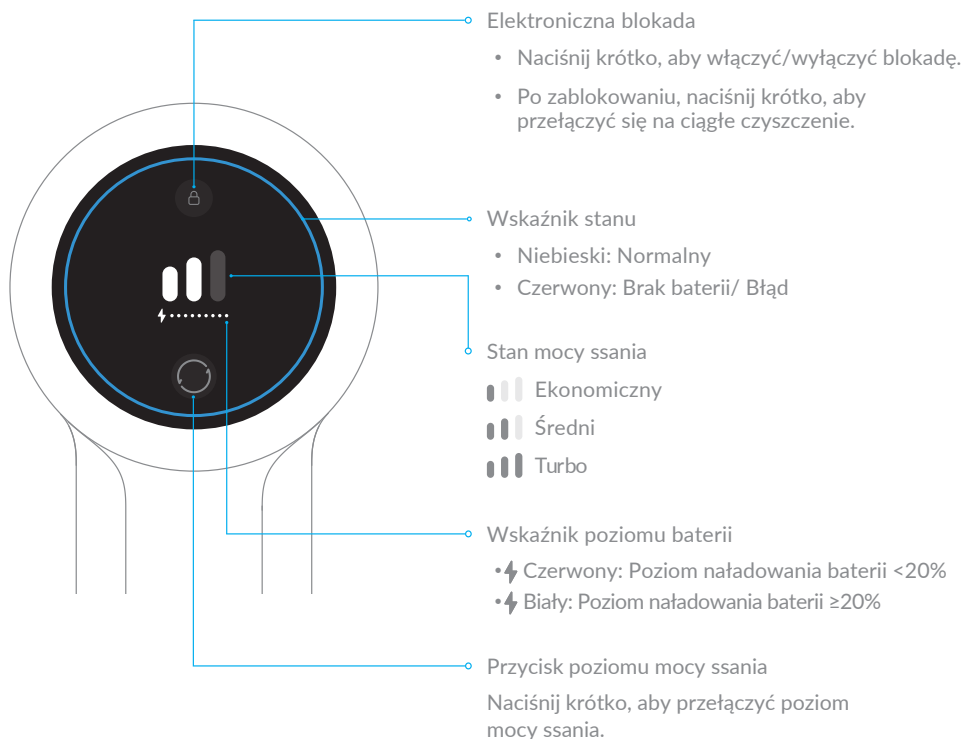 Elektroniczna blokada
• Naciśnij krótko, aby włączyć/wyłączyć blokadę.
• Po zablokowaniu, naciśnij krótko, aby
przełączyć się na ciągłe czyszczenie.
Wskaźnik stanu
• Niebieski: Normalny
• Czerwony: Brak baterii/ Błąd
Stan mocy ssania
Ekonomiczny
Średni
Turbo
Wskaźnik poziomu baterii
• Czerwony: Poziom naładowania baterii <20%
• Biały: Poziom naładowania baterii ≥20%
Przycisk poziomu mocy ssania
Naciśnij krótko, aby przełączyć poziom
mocy ssania.